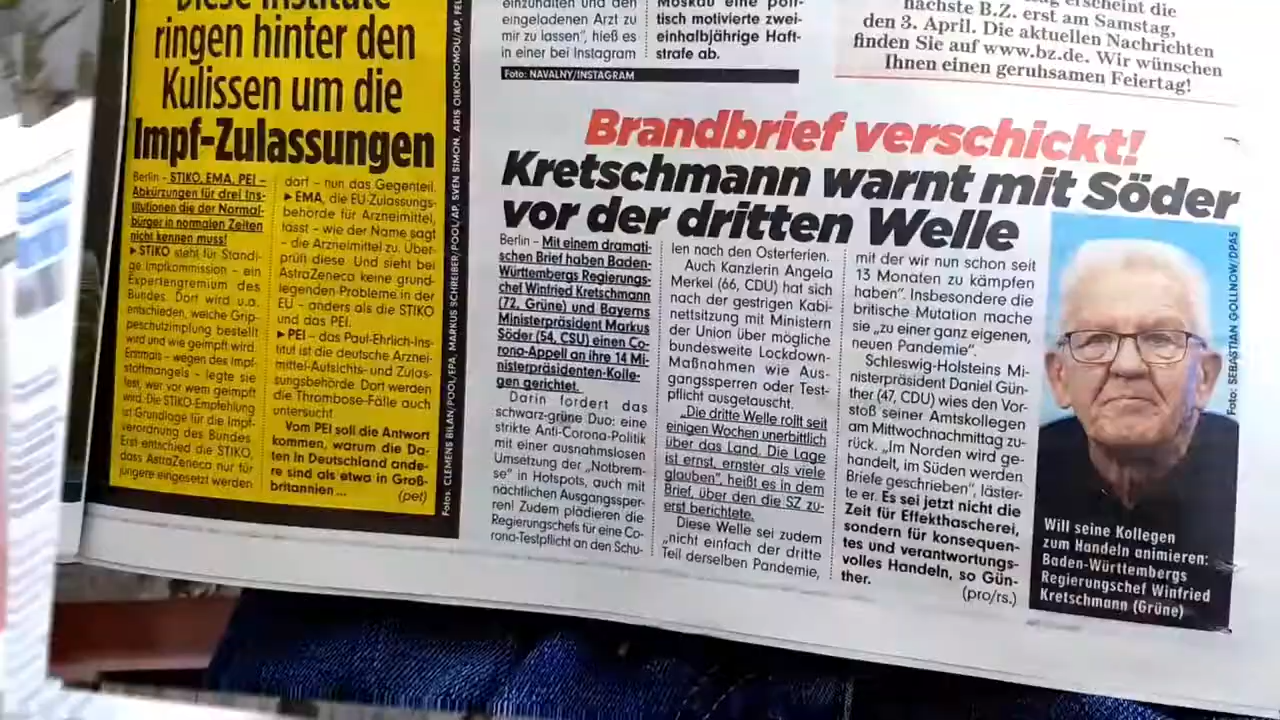 Diese Institute
ringen hinter den
Kulissen um die
Impf-Zulassungen
Berlin – STIKO, EMA, PEI –
Abkürzungen für drei Ins-
titutionen die der Normal-
bürger in normalen Zeiten
nicht kennen muss!
▶ STIKO steht für Ständi-
ge Impfkommission – ein
Expertengremium des
Bundes. Dort wird u.a.
entschieden, welche Grip-
peschutzimpfung bestellt
wird und wie geimpft wird.
Erstmals – wegen des Impf-
stoffmangels – legte sie
fest, wer vor wem geimpft
wird. Die STIKO-Empfehlung
ist Grundlage für die Impf-
verordnung des Bundes.
Erst entschied die STIKO,
dass AstraZeneca nur für
jüngere eingesetzt werden
darf – nun das Gegenteil.
▶ EMA, die EU-Zulassungs-
behörde für Arzneimittel,
lässt – wie der Name sagt
– die Arzneimittel zu. Über-
prüft diese. Und sieht bei
AstraZeneca keine grund-
legenden Probleme in der
EU – anders als die STIKO
und das PEI.
▶ PEI – das Paul-Ehrlich-Ins-
titut ist die deutsche Arznei-
mittel-Aufsichts- und Zulas-
sungsbehörde. Dort werden
die Thrombose-Fälle auch
untersucht.
Vom PEI soll die Antwort
kommen, warum die Da-
ten in Deutschland ande-
re sind als etwa in Groß-
britannien ... (pet)
Fotos: CLEMENS BILAN/POOL/EPA, MARKUS SCHREIBER/POOL/AP, SVEN SIMON, ARIS OIKONOMOU/AP,
einzuhalten und den
eingeladenen Arzt zu
mir zu lassen", hieß es
in einer bei Instagram
Moskau eine poli-
tisch motivierte zwei-
einhalbjährige Haft-
strafe ab.
Foto: NAVALNY/INSTAGRAM
erscheint die
nächste B.Z. erst am Samstag,
den 3. April. Die aktuellen Nachrichten
finden Sie auf www.bz.de. Wir wünschen
Ihnen einen geruhsamen Feiertag!
Brandbrief verschickt!
Kretschmann warnt mit Söder
vor der dritten Welle
Berlin – Mit einem dramati-
schen Brief haben Baden-
Württembergs Regierungs-
chef Winfried Kretschmann
(72, Grüne) und Bayerns
Ministerpräsident Markus
Söder (54, CSU) einen Co-
rona-Appell an ihre 14 Mi-
nisterpräsidenten-Kolle-
gen gerichtet.
Darin fordert das
schwarz-grüne Duo: eine
strikte Anti-Corona-Politik
mit einer ausnahmslosen
Umsetzung der „Notbrem-
se" in Hotspots, auch mit
nächtlichen Ausgangssper-
ren! Zudem plädieren die
Regierungschefs für eine Co-
rona-Testpflicht an den Schu-
len nach den Osterferien.
Auch Kanzlerin Angela
Merkel (66, CDU) hat sich
nach der gestrigen Kabi-
nettsitzung mit Ministern
der Union über mögliche
bundesweite Lockdown-
Maßnahmen wie Aus-
gangssperren oder Test-
pflicht ausgetauscht.
„Die dritte Welle rollt seit
einigen Wochen unerbittlich
über das Land. Die Lage
ist ernst, ernster als viele
glauben", heißt es in dem
Brief, über den die SZ zu-
erst berichtete.
Diese Welle sei zudem
„nicht einfach der dritte
Teil derselben Pandemie,
mit der wir nun schon seit
13 Monaten zu kämpfen
haben". Insbesondere die
britische Mutation mache
sie „zu einer ganz eigenen,
neuen Pandemie".
Schleswig-Holsteins Mi-
nisterpräsident Daniel Gün-
ther (47, CDU) wies den Vor-
stoß seiner Amtskollegen
am Mittwochnachmittag zu-
rück. „Im Norden wird ge-
handelt, im Süden werden
Briefe geschrieben", läster-
te er. Es sei jetzt nicht die
Zeit für Effekthascherei,
sondern für konsequen-
tes und verantwortungs-
volles Handeln, so Gün-
ther.
(pro/rs.)
Foto: SEBASTIAN GOLLNOW/DPA
Will seine Kollegen
zum Handeln animieren:
Baden-Württembergs
Regierungschef Winfried
Kretschmann (Grüne)